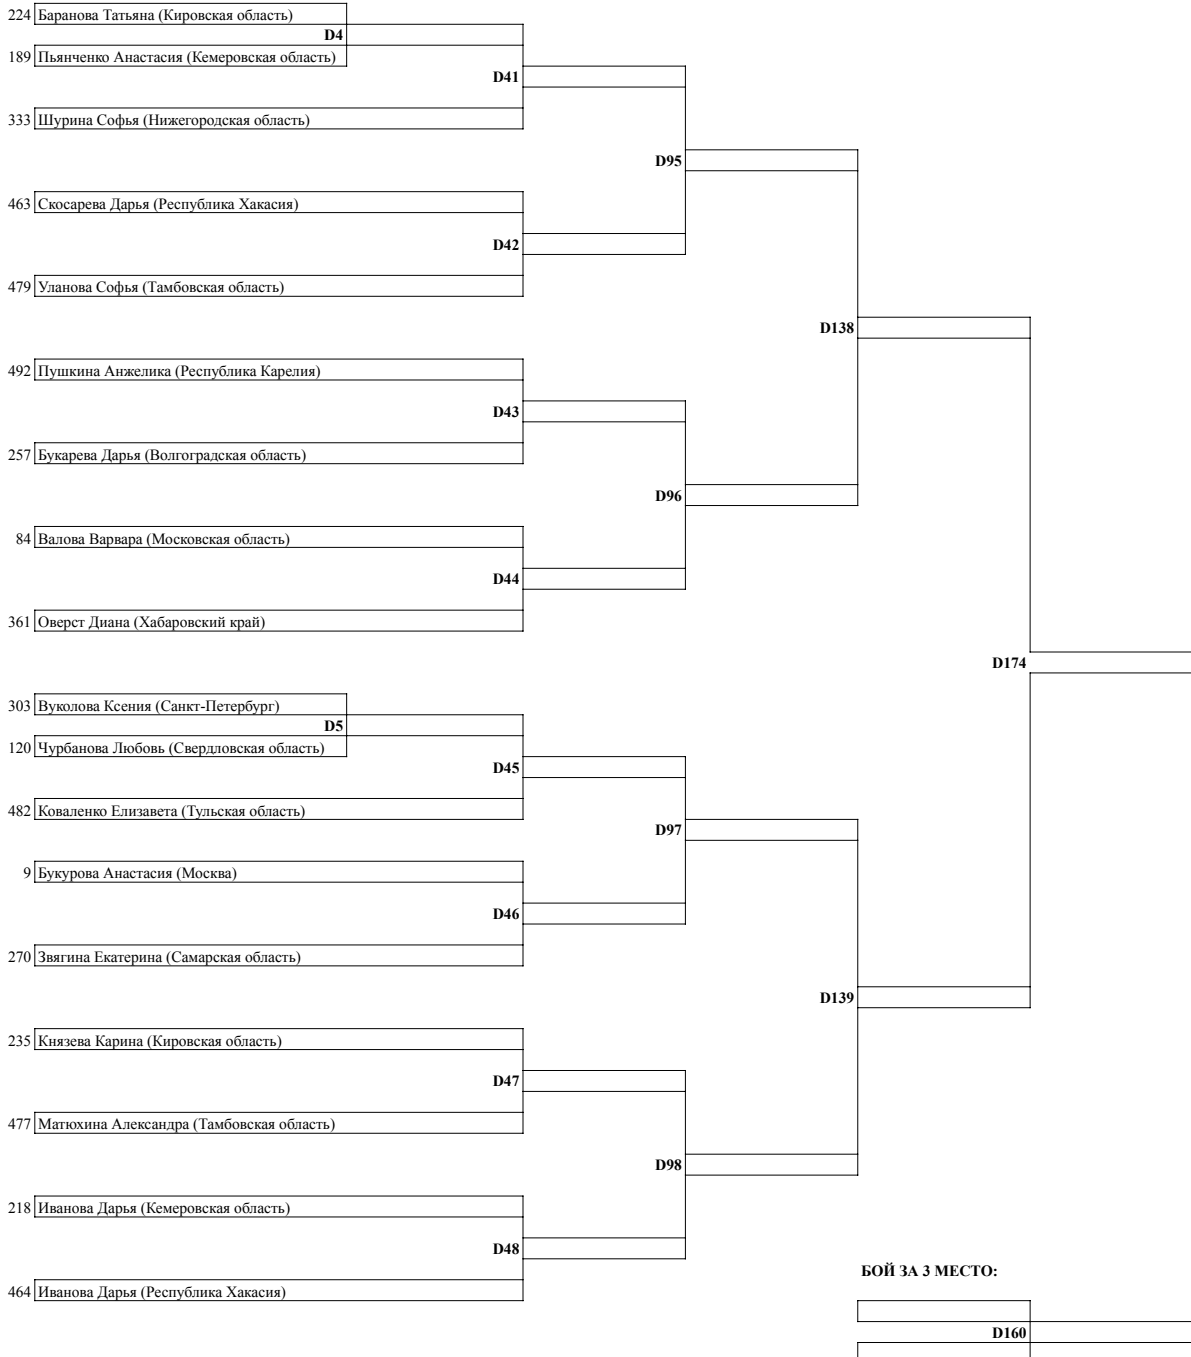 224 Баранова Татьяна (Кировская область)
D4
189 Пьянченко Анастасия (Кемеровская область)
D41
333 Шурина Софья (Нижегородская область)
D95
463 Скосарева Дарья (Республика Хакасия)
D42
479 Уланова Софья (Тамбовская область)
D138
492 Пушкина Анжелика (Республика Карелия)
D43
257 Букарева Дарья (Волгоградская область)
D96
84 Валова Варвара (Московская область)
D44
361 Оверст Диана (Хабаровский край)
D174
303 Вуколова Ксения (Санкт-Петербург)
D5
120 Чурбанова Любовь (Свердловская область)
D45
482 Коваленко Елизавета (Тульская область)
D97
9 Букурова Анастасия (Москва)
D46
270 Звягина Екатерина (Самарская область)
D139
235 Князева Карина (Кировская область)
D47
477 Матюхина Александра (Тамбовская область)
D98
218 Иванова Дарья (Кемеровская область)
D48
БОЙ ЗА 3 МЕСТО:
464 Иванова Дарья (Республика Хакасия)
D160